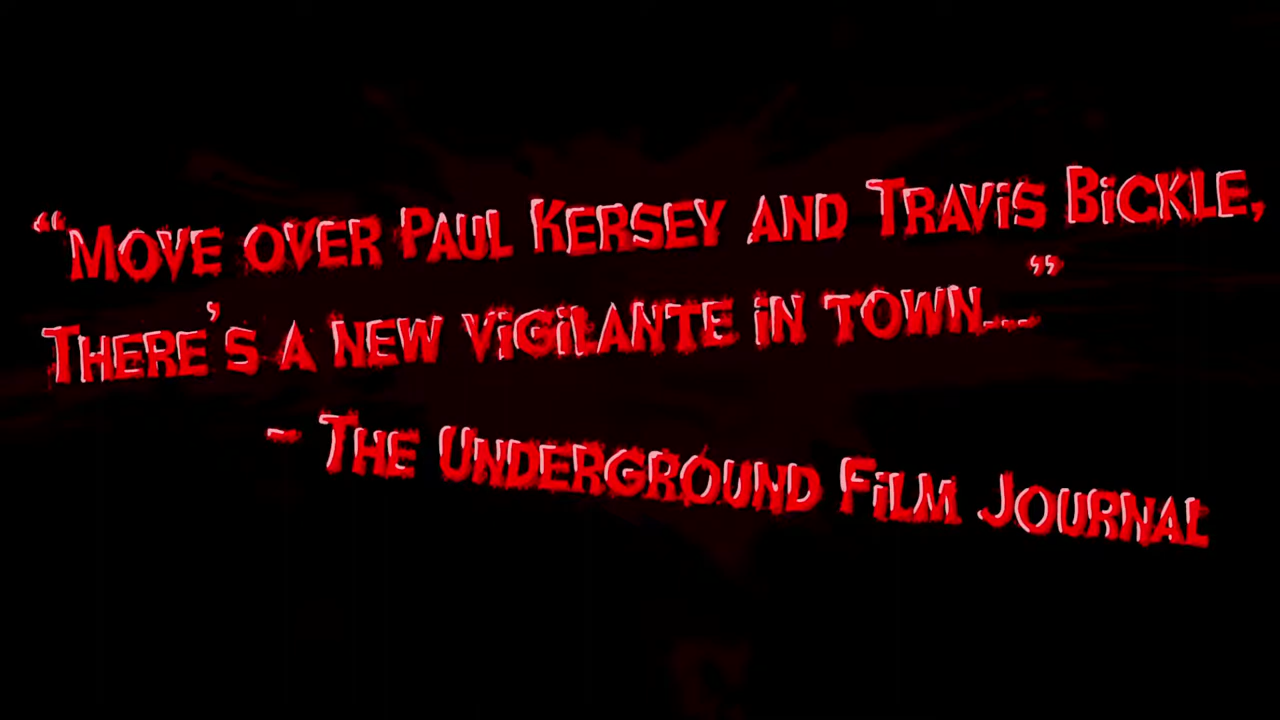 “Move over Paul Kersey and Travis Bickle,
There's a new vigilante in town...”
- The Underground Film Journal